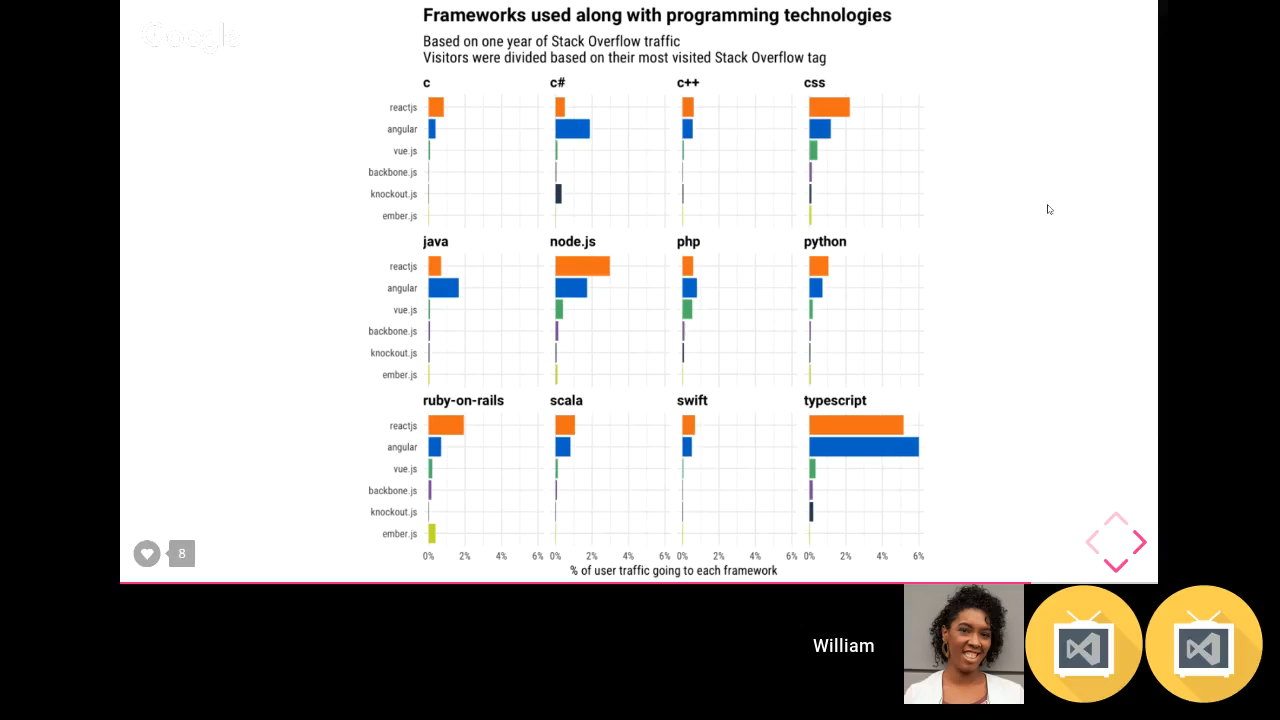 Google
Frameworks used along with programming technologies
Based on one year of Stack Overflow traffic
Visitors were divided based on their most visited Stack Overflow tag
c c# c++ css
reactjs
angular
vue.js
backbone.js
knockout.js
ember.js
java node.js php python
reactjs
angular
vue.js
backbone.js
knockout.js
ember.js
ruby-on-rails scala swift typescript
reactjs
angular
vue.js
backbone.js
knockout.js
ember.js
0% 2% 4% 6% 0% 2% 4% 6% 0% 2% 4% 6% 0% 2% 4% 6%
% of user traffic going to each framework
8
William